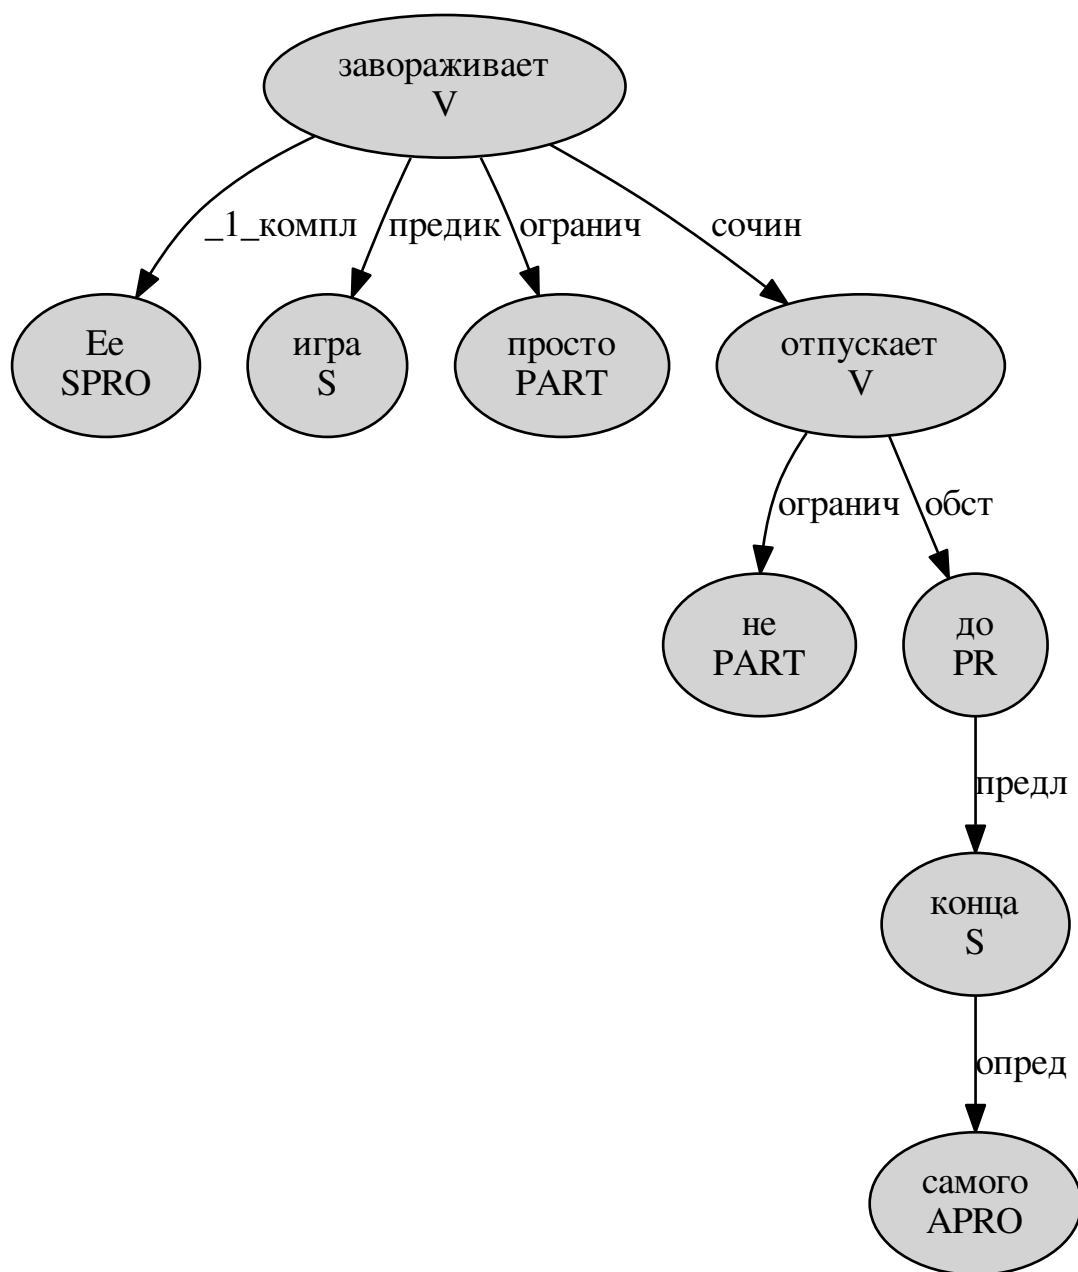 завораживает
V
_1_компл
предик
огранич
сочин
Ее
SPRO
игра
S
просто
PART
отпускает
V
огранич
обст
не
PART
до
PR
предл
конца
S
опред
самого
APRO